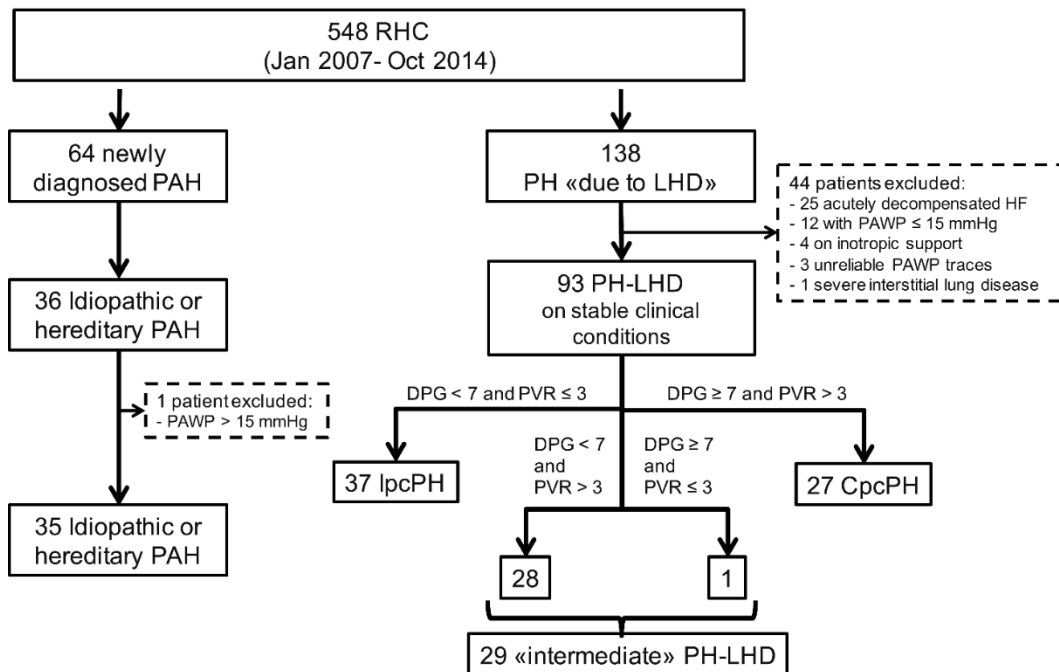 548 RHC
(Jan 2007- Oct 2014)
64 newly
diagnosed PAH
138
PH «due to LHD»
44 patients excluded:
- 25 acutely decompensated HF
- 12 with PAWP ≤ 15 mmHg
- 4 on inotropic support
- 3 unreliable PAWP traces
- 1 severe interstitial lung disease
36 Idiopathic or
hereditary PAH
93 PH-LHD
on stable clinical
conditions
1 patient excluded:
- PAWP > 15 mmHg
DPG < 7 and PVR ≤ 3
DPG ≥ 7 and PVR > 3
DPG < 7
and
PVR > 3
DPG ≥ 7
and
PVR ≤ 3
37 IpcPH
27 CpcPH
35 Idiopathic or
hereditary PAH
28
1
29 «intermediate» PH-LHD